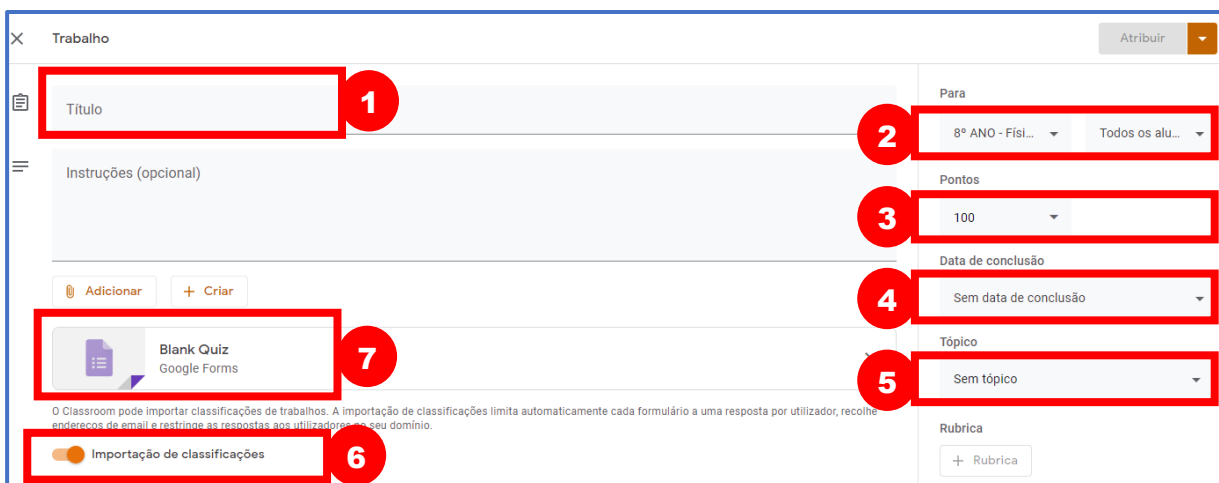 Trabalho
Atribuir
1
Título
Para
2
8º ANO - Físi...
Todos os alu...
Instruções (opcional)
Pontos
3
100
Data de conclusão
Adicionar
+ Criar
4
Sem data de conclusão
Tópico
7
Blank Quiz
Google Forms
5
Sem tópico
O Classroom pode importar classificações de trabalhos. A importação de classificações limita automaticamente cada formulário a uma resposta por utilizador, recolhe
endereços de email e restringe as respostas aos utilizadores no seu domínio.
Rubrica
6
Importação de classificações
+ Rubrica